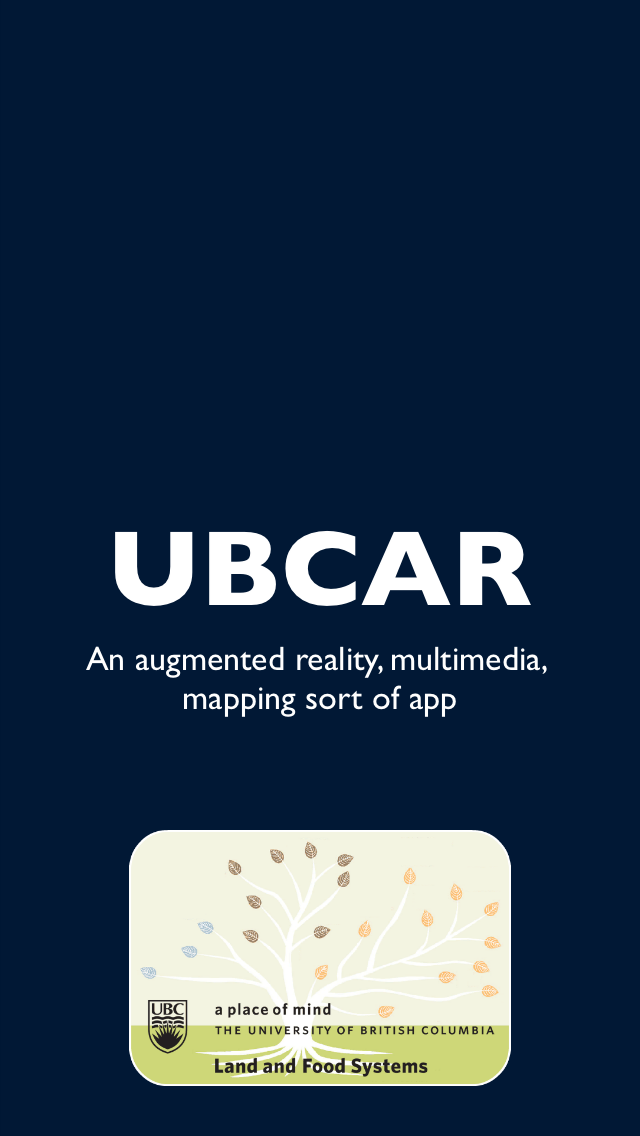 UBCAR
An augmented reality, multimedia,
mapping sort of app
UBC
a place of mind
THE UNIVERSITY OF BRITISH COLUMBIA
Land and Food Systems